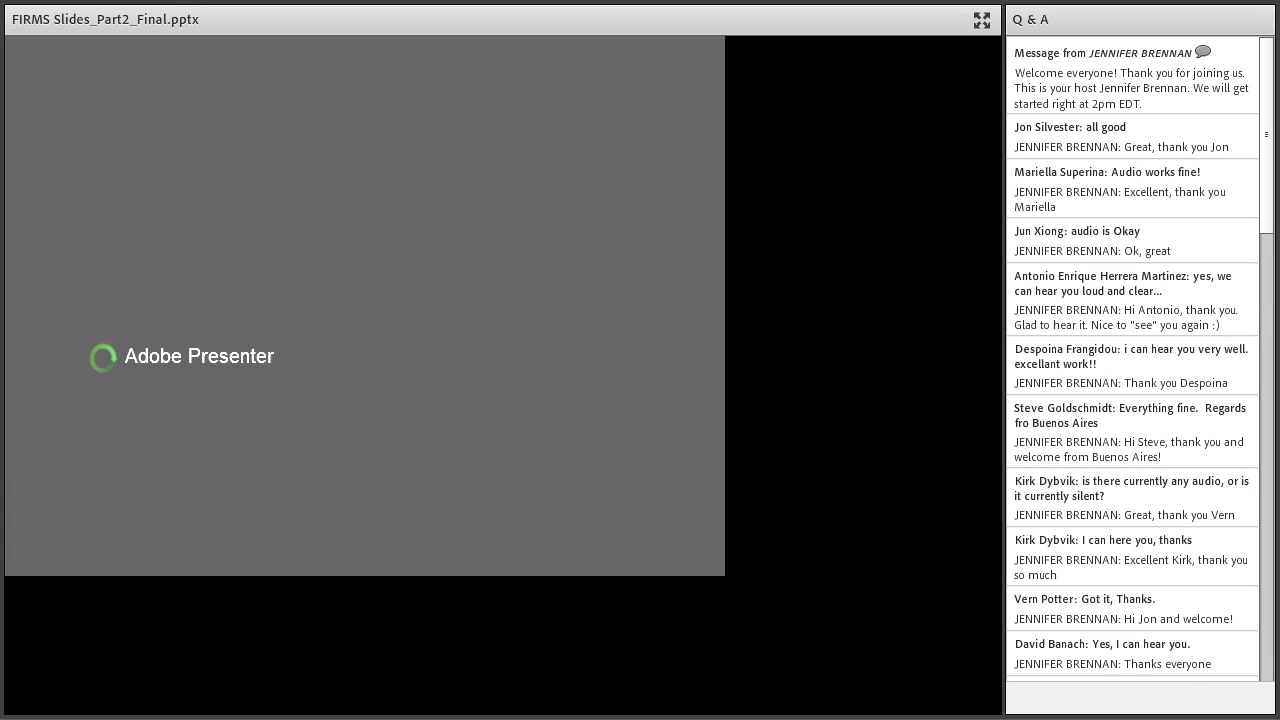 FIRMS Slides_Part2_Final.pptx
Adobe Presenter
Q & A
Message from JENNIFER BRENNAN
Welcome everyone! Thank you for joining us.
This is your host Jennifer Brennan. We will get
started right at 2pm EDT.
Jon Silvester: all good
JENNIFER BRENNAN: Great, thank you Jon
Mariella Superina: Audio works fine!
JENNIFER BRENNAN: Excellent, thank you
Mariella
Jun Xiong: audio is Okay
JENNIFER BRENNAN: Ok, great
Antonio Enrique Herrera Martinez: yes, we
can hear you loud and clear...
JENNIFER BRENNAN: Hi Antonio, thank you.
Glad to hear it. Nice to "see" you again :)
Despoina Frangidou: i can hear you very well.
excellant work!!
JENNIFER BRENNAN: Thank you Despoina
Steve Goldschmidt: Everything fine.  Regards
fro Buenos Aires
JENNIFER BRENNAN: Hi Steve, thank you and
welcome from Buenos Aires!
Kirk Dybvik: is there currently any audio, or is
it currently silent?
JENNIFER BRENNAN: Great, thank you Vern
Kirk Dybvik: I can here you, thanks
JENNIFER BRENNAN: Excellent Kirk, thank you
so much
Vern Potter: Got it, Thanks.
JENNIFER BRENNAN: Hi Jon and welcome!
David Banach: Yes, I can hear you.
JENNIFER BRENNAN: Thanks everyone